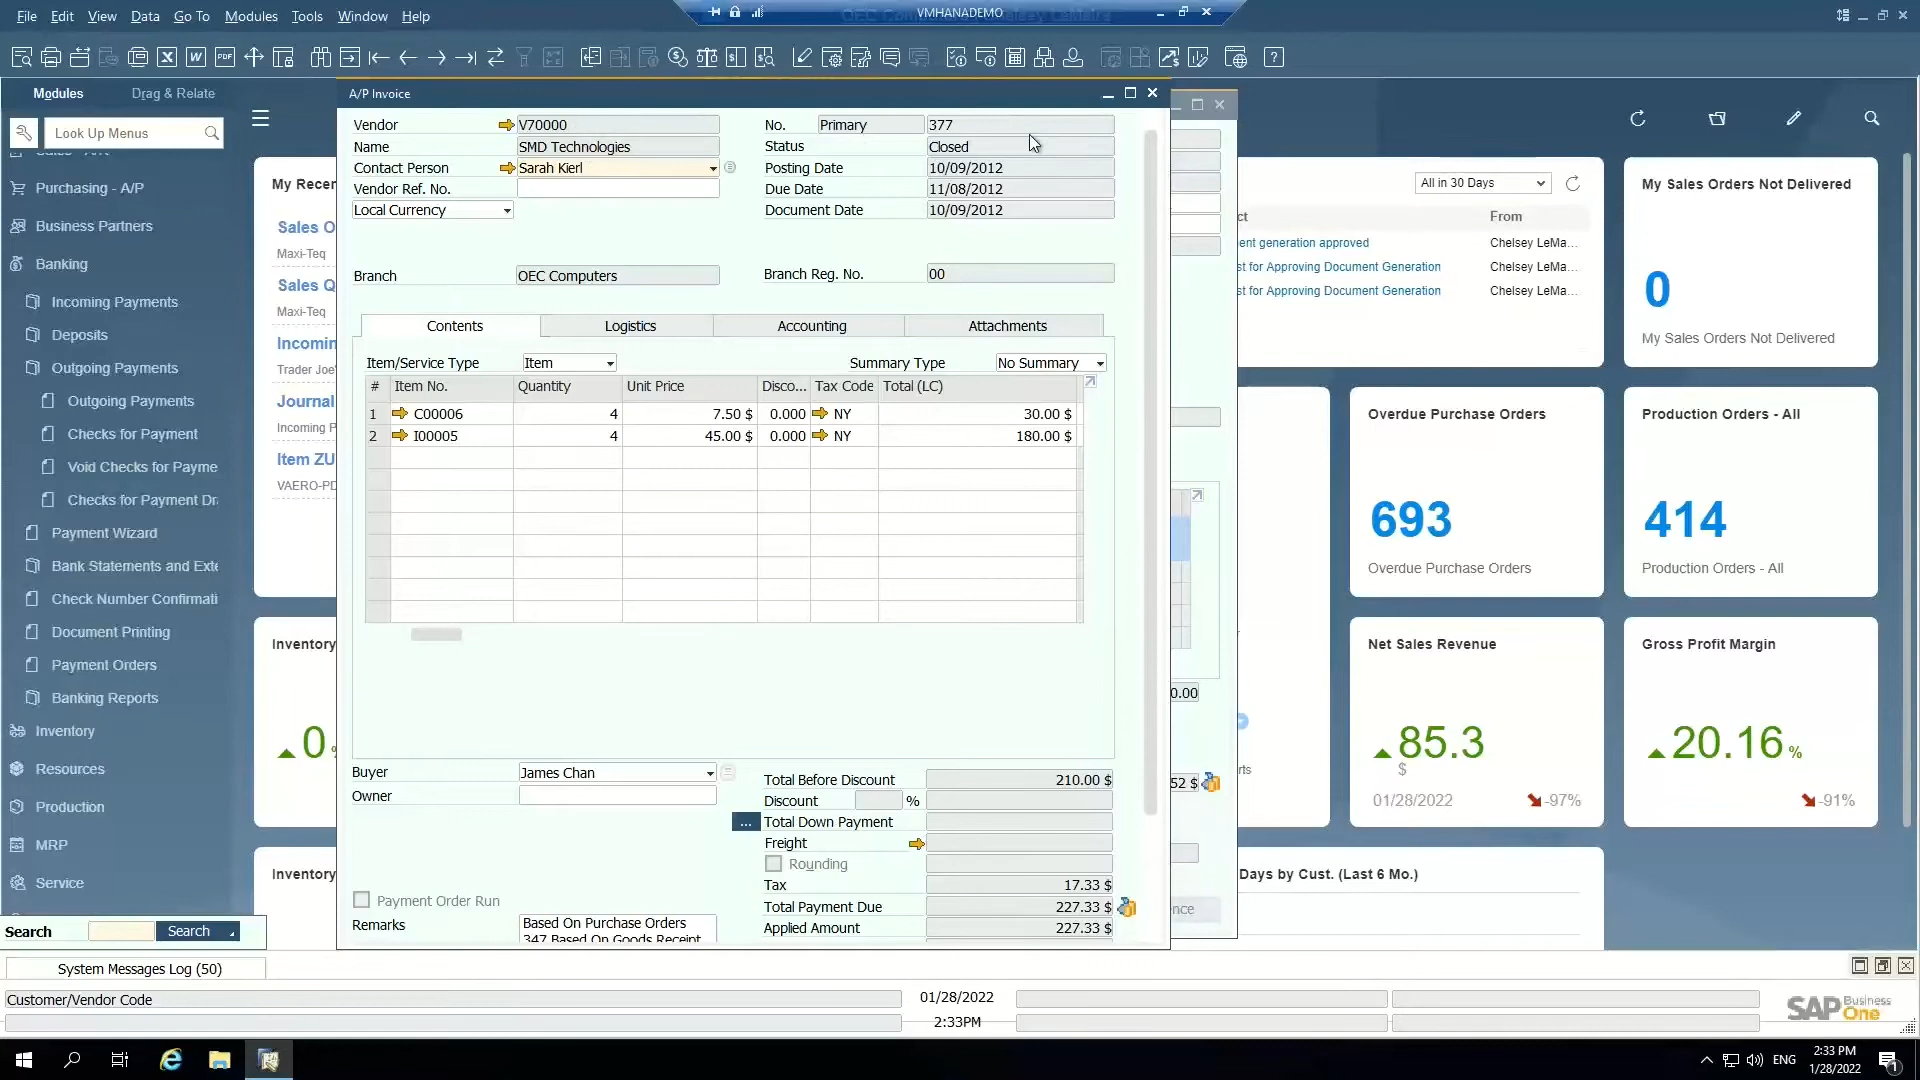 File Edit View Data Go To Modules Tools Window Help
VMHANADEMO
Modules Drag & Relate
Look Up Menus
Purchasing - A/P
Business Partners
Banking
Incoming Payments
Deposits
Outgoing Payments
Outgoing Payments
Checks for Payment
Void Checks for Payme
Checks for Payment Dr
Payment Wizard
Bank Statements and Exte
Check Number Confirmati
Document Printing
Payment Orders
Banking Reports
Inventory
Resources
Production
MRP
Service
Search Search
My Recen
Sales O
Maxi-Teq
Sales Q
Maxi-Teq
Incomin
Trader Joe'
Journal
Incoming P
Item ZU
VAERO-PD
Inventory
0
Inventory
A/P Invoice
Vendor V70000
Name SMD Technologies
Contact Person Sarah Kierl
Vendor Ref. No.
Local Currency
Branch OEC Computers
No. Primary 377
Status Closed
Posting Date 10/09/2012
Due Date 11/08/2012
Document Date 10/09/2012
Branch Reg. No. 00
Contents Logistics Accounting Attachments
Item/Service Type Item Summary Type No Summary
# Item No. Quantity Unit Price Disco... Tax Code Total (LC)
1 C00006 4 7.50 $ 0.000 NY 30.00 $
2 I00005 4 45.00 $ 0.000 NY 180.00 $
Buyer James Chan
Owner
Payment Order Run
Remarks Based On Purchase Orders
347 Based On Goods Receipt
Total Before Discount 210.00 $
Discount %
... Total Down Payment
Freight
Rounding
Tax 17.33 $
Total Payment Due 227.33 $
Applied Amount 227.33 $
0.00
52 $
rts
nce
All in 30 Days
ct From
ent generation approved Chelsey LeMa...
st for Approving Document Generation Chelsey LeMa...
st for Approving Document Generation Chelsey LeMa...
My Sales Orders Not Delivered
0
My Sales Orders Not Delivered
Overdue Purchase Orders
693
Overdue Purchase Orders
Production Orders - All
414
Production Orders - All
Net Sales Revenue
85.3
$
01/28/2022 -97%
Gross Profit Margin
20.16 %
-91%
Days by Cust. (Last 6 Mo.)
System Messages Log (50)
Customer/Vendor Code
01/28/2022
2:33PM
SAP Business One
ENG
2:33 PM
1/28/2022
1